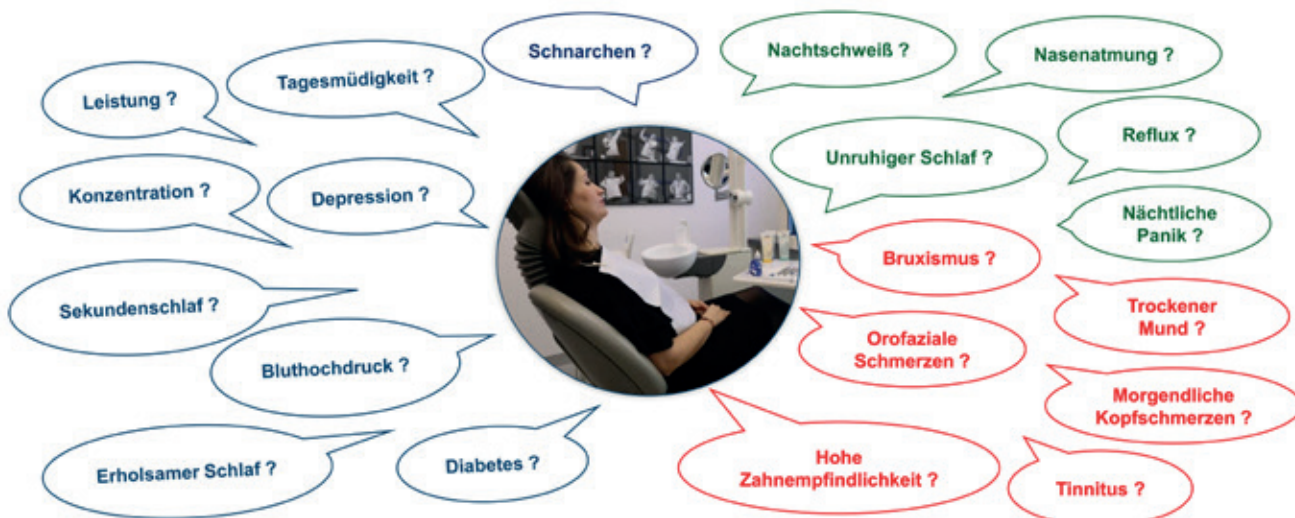 Schnarchen ?
Nachtschweiß ?
Nasenatmung ?
Tagesmüdigkeit ?
Leistung ?
Reflux ?
Unruhiger Schlaf ?
Konzentration ?
Depression ?
Nächtliche
Panik ?
Bruxismus ?
Sekundenschlaf ?
Trockener
Mund ?
Orofaziale
Schmerzen ?
Bluthochdruck ?
Morgendliche
Kopfschmerzen ?
Erholsamer Schlaf ?
Diabetes ?
Hohe
Zahnempfindlichkeit ?
Tinnitus ?